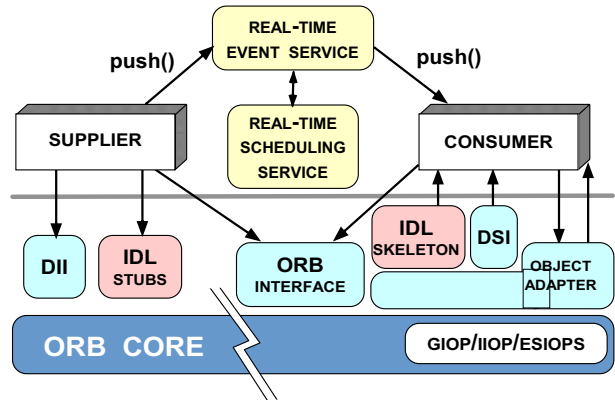 REAL-TIME
EVENT SERVICE
push()
push()
SUPPLIER
REAL-TIME
SCHEDULING
SERVICE
CONSUMER
DII
IDL
STUBS
ORB
INTERFACE
IDL
SKELETON
DSI
OBJECT
ADAPTER
ORB CORE
GIOP/IIOP/ESIOPS